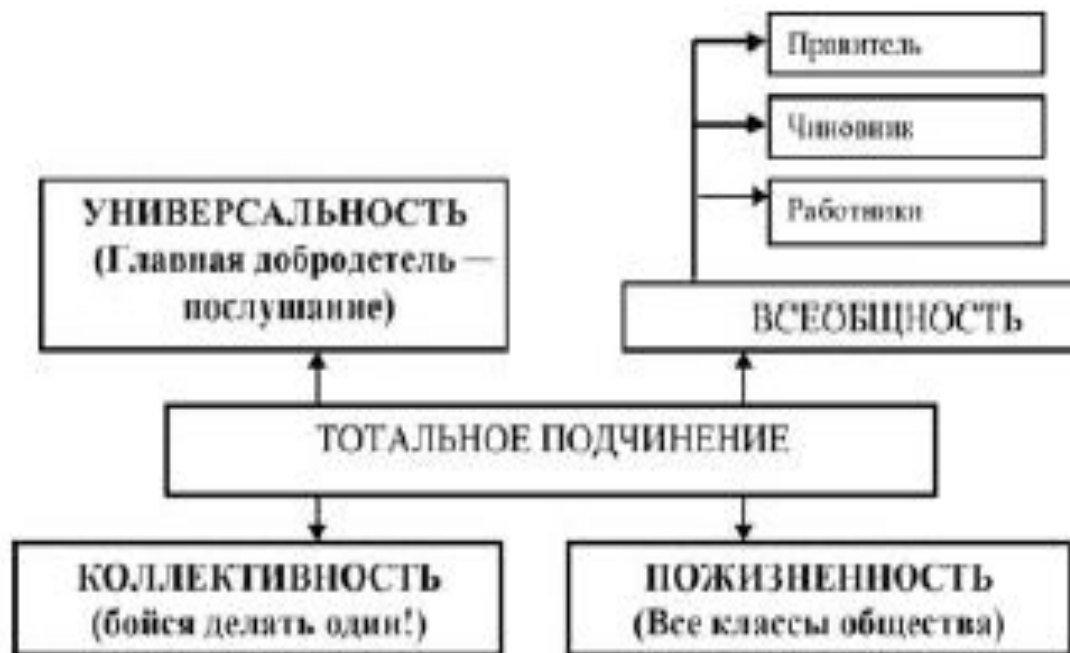 Правитель
Чиновник
Работники
УНИВЕРСАЛЬНОСТЬ
(Главная добродетель —
послушание)
ВСЕОБЩНОСТЬ
ТОТАЛЬНОЕ ПОДЧИНЕНИЕ
КОЛЛЕКТИВНОСТЬ
(бойся делать один!)
ПОЖИЗНЕННОСТЬ
(Все классы общества)